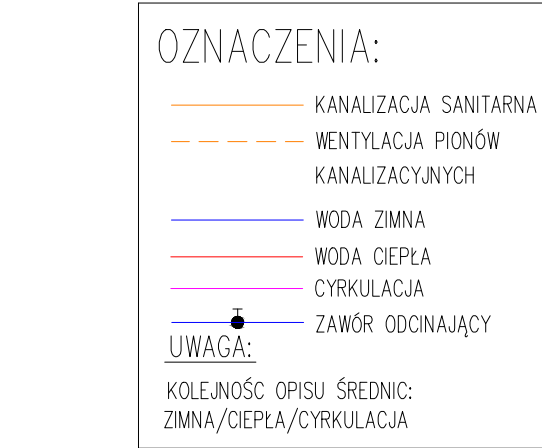 OZNACZENIA:
KANALIZACJA SANITARNA
WENTYLACJA PIONÓW
KANALIZACYJNYCH
WODA ZIMNA
WODA CIEPŁA
CYRKULACJA
ZAWÓR ODCINAJĄCY
UWAGA:
KOLEJNOŚC OPISU ŚREDNIC:
ZIMNA/CIEPŁA/CYRKULACJA